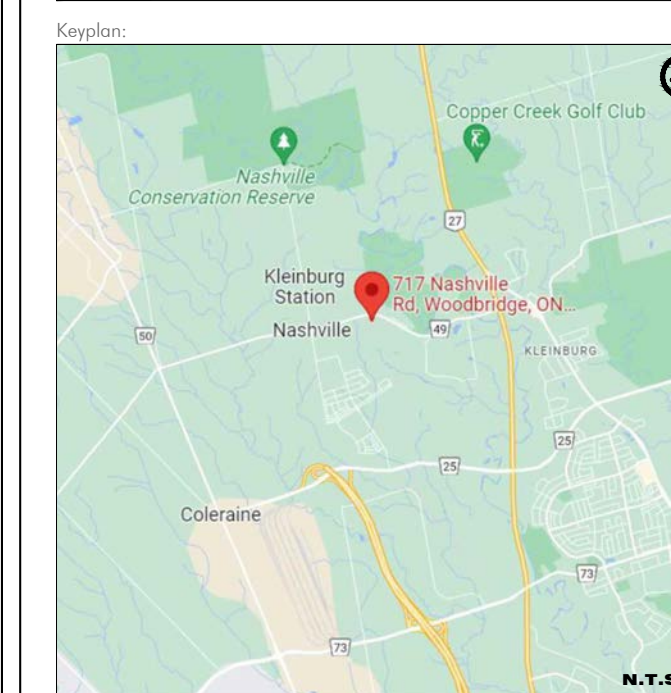 Keyplan:
Copper Creek Golf Club
Nashville
Conservation Reserve
27
Kleinburg
Station
717 Nashville
Rd, Woodbridge, ON...
Nashville
49
50
KLEINBURG
25
25
Coleraine
73
73
N.T.S